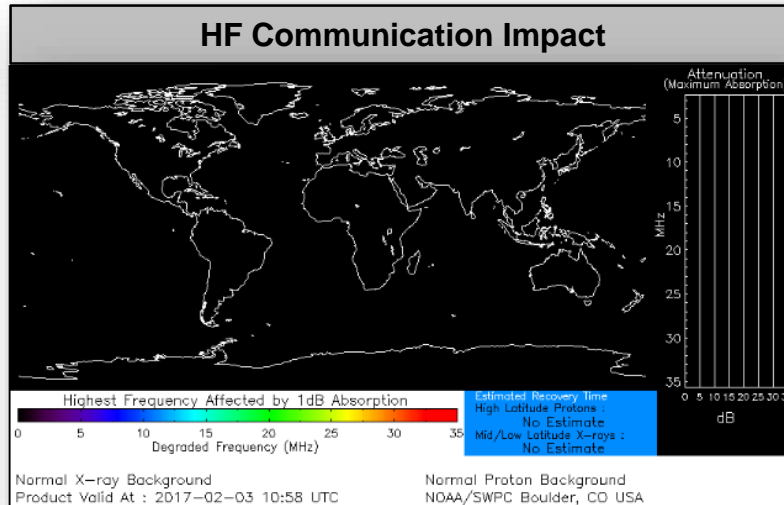 HF Communication Impact
Attenuation
(Maximum Absorption)
5
10
15
20
25
30
35
MHz
0 5 10 15 20 25 30
dB
Highest Frequency Affected by 1dB Absorption
0 5 10 15 20 25 30 35
Degraded Frequency (MHz)
Estimated Recovery Time
High Latitude Protons :
No Estimate
Mid/Low Latitude X-rays :
No Estimate
Normal X-ray Background
Normal Proton Background
Product Valid At : 2017-02-03 10:58 UTC
NOAA/SWPC Boulder, CO USA